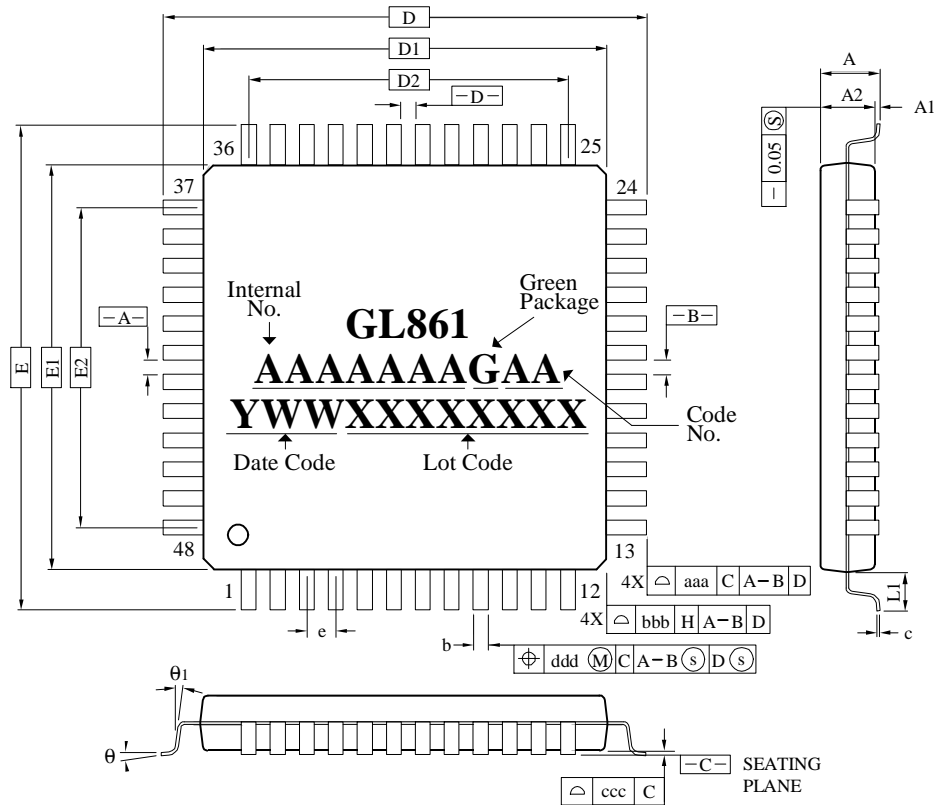 D
D1
D2
-D-
A
A2
A1
36
25
37
24
- 0.05 Ⓢ
Internal
No.
Green
Package
GL861
-A-
-B-
AAAAAAAGAA
YWWXXXXXXXX
Code
No.
Date Code
Lot Code
E
E1
E2
48
13
1
12
4X ⌓ aaa C A-B D
4X ⌓ bbb H A-B D
e
b
⌖ ddd Ⓜ C A-B ⓢ D ⓢ
L1
c
θ1
θ
-C-
SEATING
PLANE
⌓ ccc C